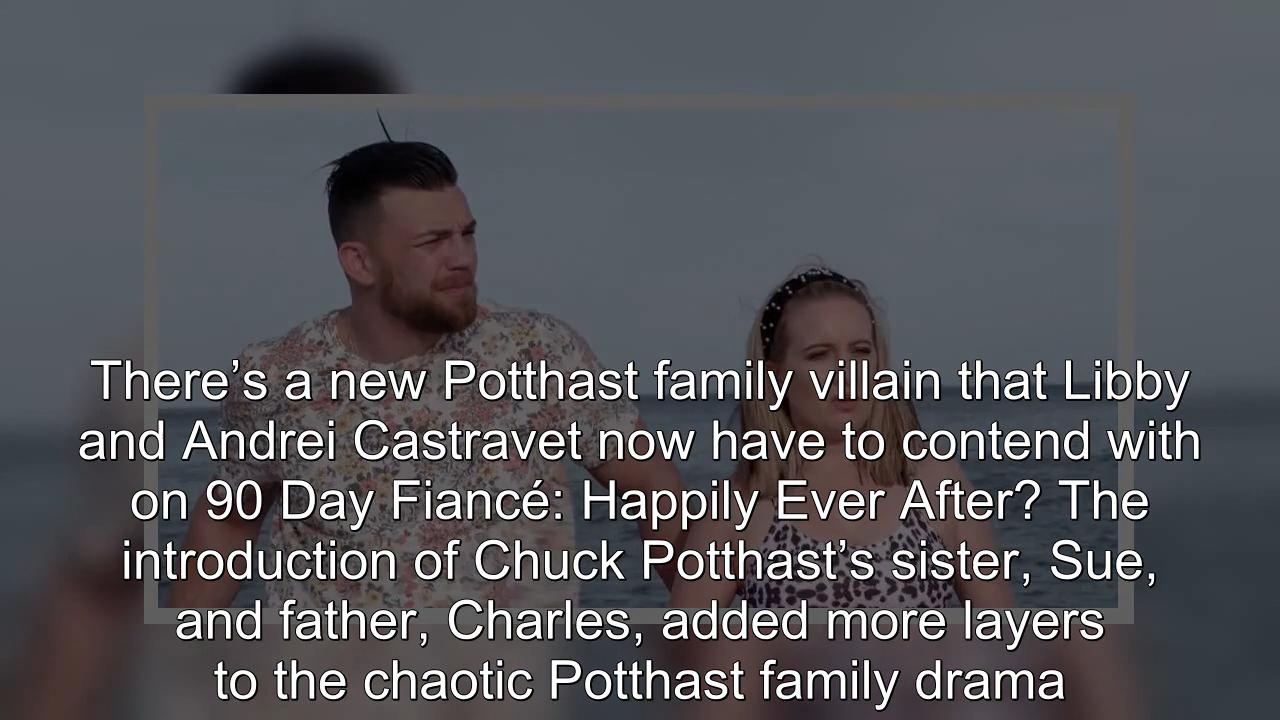 There’s a new Potthast family villain that Libby
and Andrei Castravet now have to contend with
on 90 Day Fiancé: Happily Ever After? The
introduction of Chuck Potthast’s sister, Sue,
and father, Charles, added more layers
to the chaotic Potthast family drama